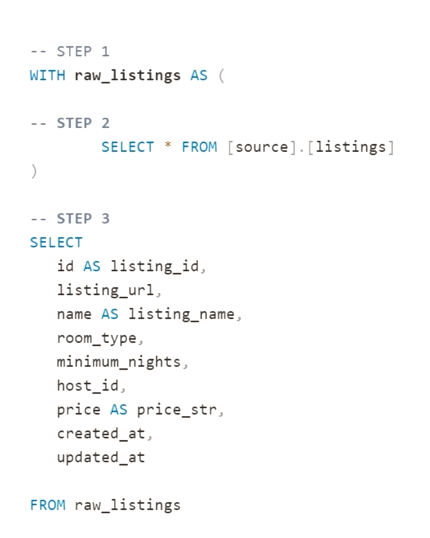 -- STEP 1
WITH raw_listings AS (
-- STEP 2
SELECT * FROM [source].[listings]
)
-- STEP 3
SELECT
id AS listing_id,
listing_url,
name AS listing_name,
room_type,
minimum_nights,
host_id,
price AS price_str,
created_at,
updated_at
FROM raw_listings